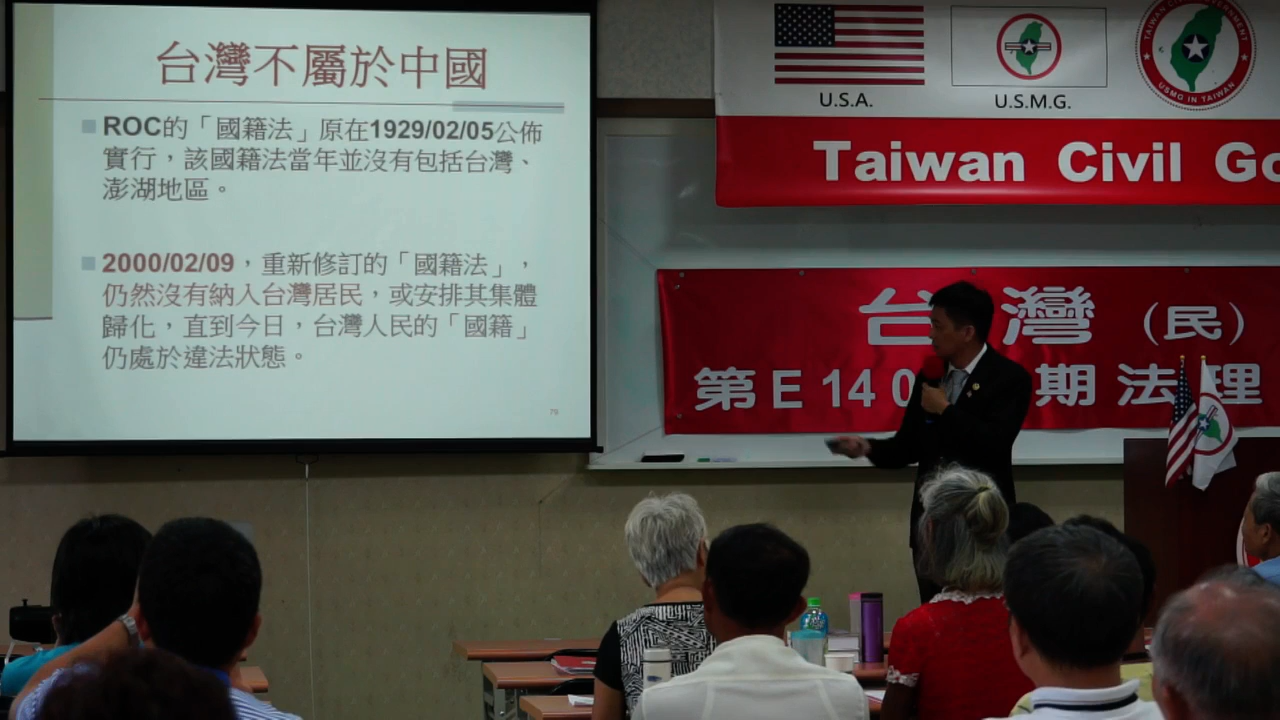 台灣不屬於中國
ROC的「國籍法」原在1929/02/05公佈
實行，該國籍法當年並沒有包括台灣、
澎湖地區。
2000/02/09，重新修訂的「國籍法」，
仍然沒有納入台灣居民，或安排其集體
歸化，直到今日，台灣人民的「國籍」
仍處於違法狀態。
U.S.A.
U.S.M.G.
USMG IN TAIWAN
Taiwan Civil Go
台灣（民）
第E140 期法理